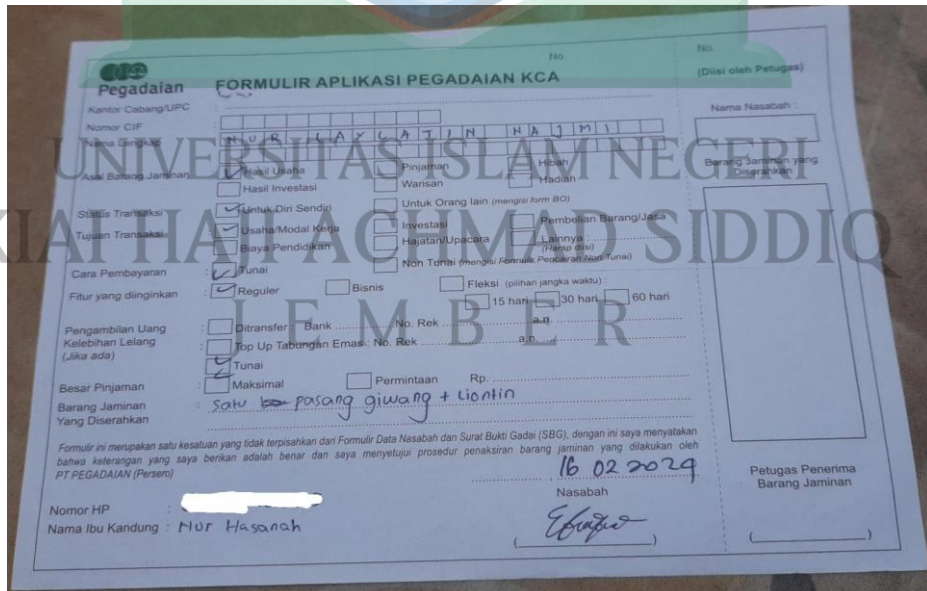 No.
No.
(Diisi oleh Petugas)
Pegadaian
FORMULIR APLIKASI PEGADAIAN KCA
Kantor Cabang/UPC :
Nomor CIF
Nama Lengkap NUR LAYLATIN NAJMI
Asal Barang Jaminan : Hasil Usaha Pinjaman Hibah
Hasil Investasi Warisan Hadiah
Status Transaksi : Untuk Diri Sendiri Untuk Orang lain (mengisi form BO)
Tujuan Transaksi : Usaha/Modal Kerja Investasi Pembelian Barang/Jasa
Biaya Pendidikan Hajatan/Upacara Lainnya :
(Harap diisi)
Cara Pembayaran : Tunai Non Tunai (mengisi Formulir Pencairan Non Tunai)
Fitur yang diinginkan : Reguler Bisnis Fleksi (pilihan jangka waktu) :
15 hari 30 hari 60 hari
Pengambilan Uang : Ditransfer : Bank No. Rek a.n.
Kelebihan Lelang : Top Up Tabungan Emas : No. Rek a.n.
(Jika ada) Tunai
Besar Pinjaman : Maksimal Permintaan Rp.
Barang Jaminan : Satu pasang giwang + Liontin
Yang Diserahkan
Formulir ini merupakan satu kesatuan yang tidak terpisahkan dari Formulir Data Nasabah dan Surat Bukti Gadai (SBG), dengan ini saya menyatakan
bahwa keterangan yang saya berikan adalah benar dan saya menyetujui prosedur penaksiran barang jaminan yang dilakukan oleh
PT PEGADAIAN (Persero)
, 16 02 2024
Nasabah
Nomor HP :
Nama Ibu Kandung : Nur Hasanah
Nama Nasabah :
Barang Jaminan yang
Diserahkan
Petugas Penerima
Barang Jaminan
UNIVERSITAS ISLAM NEGERI
KIAI HAJI ACHMAD SIDDIQ
JEMBER